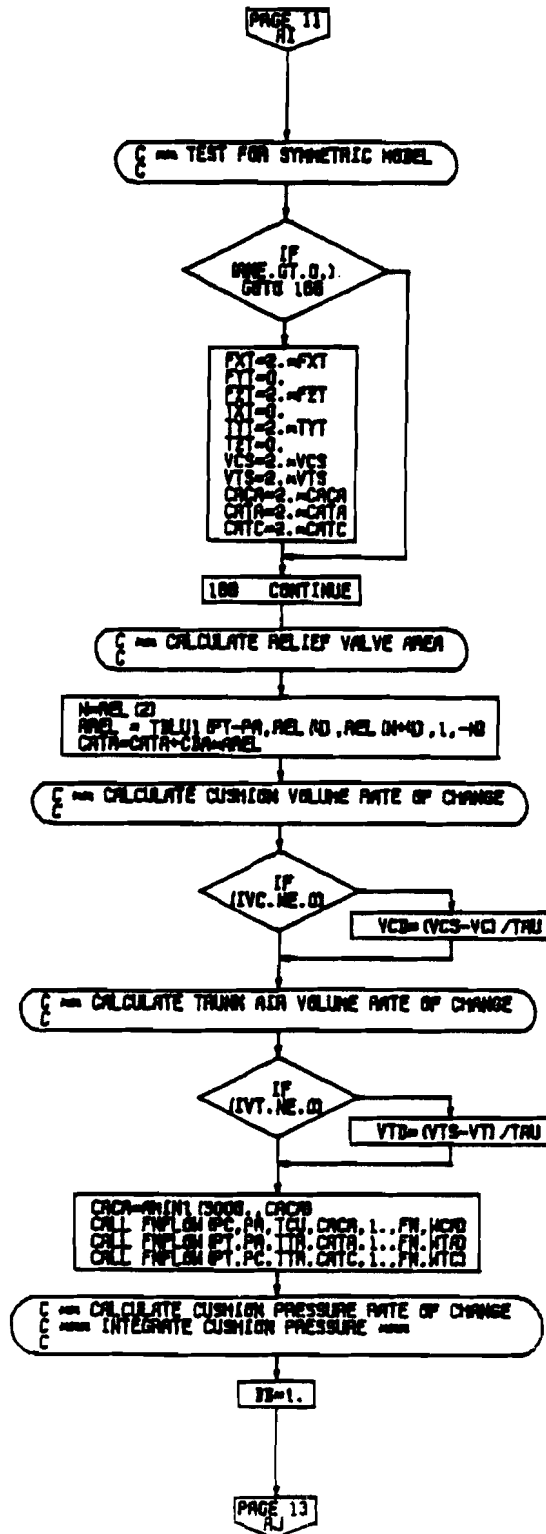 PAGE 11
AI
C ** TEST FOR SYMMETRIC MODEL
C
IF
(ANE.GT.0.)
GOTO 100
FXT=2.*FXT
FYT=0.
FZT=2.*FZT
TXT=0.
TYT=2.*TYT
TZT=0.
VCS=2.*VCS
VTS=2.*VTS
CACA=2.*CACA
CATA=2.*CATA
CATC=2.*CATC
100 CONTINUE
C *** CALCULATE RELIEF VALVE AREA
C
N=REL(2)
AREL = TBLU1(PT-PA,REL(4),REL(N+4),1,-N)
CATA=CATA+CDA*AREL
C ** CALCULATE CUSHION VOLUME RATE OF CHANGE
C
IF
(IVC.NE.0)
VCD=(VCS-VC)/TAU
C ** CALCULATE TRUNK AIR VOLUME RATE OF CHANGE
C
IF
(IVT.NE.0)
VTD=(VTS-VT)/TAU
CACA=AMIN1(3000.,CACA)
CALL FNFLOW(PC,PA,TCU,CACA,1.,FN,WCA)
CALL FNFLOW(PT,PA,TTR,CATA,1.,FN,WTA)
CALL FNFLOW(PT,PC,TTR,CATC,1.,FN,WTC)
C ** CALCULATE CUSHION PRESSURE RATE OF CHANGE
C *** INTEGRATE CUSHION PRESSURE ***
C
PAGE 13
AJ